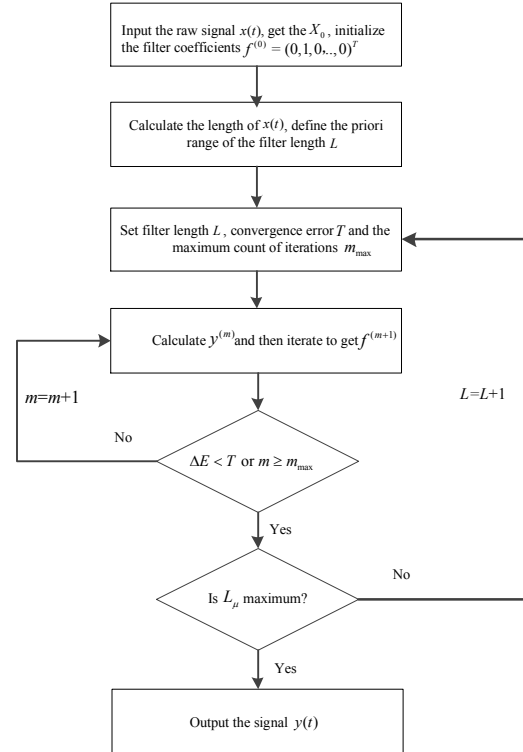 Input the raw signal x(t), get the X₀, initialize
the filter coefficients f⁽⁰⁾ = (0,1,0,..,0)ᵀ
Calculate the length of x(t), define the priori
range of the filter length L
Set filter length L , convergence error T and the
maximum count of iterations m_max
Calculate y⁽ᵐ⁾ and then iterate to get f⁽ᵐ⁺¹⁾
m=m+1
L=L+1
No
ΔE < T or m ≥ m_max
Yes
No
Is L_μ maximum?
Yes
Output the signal y(t)